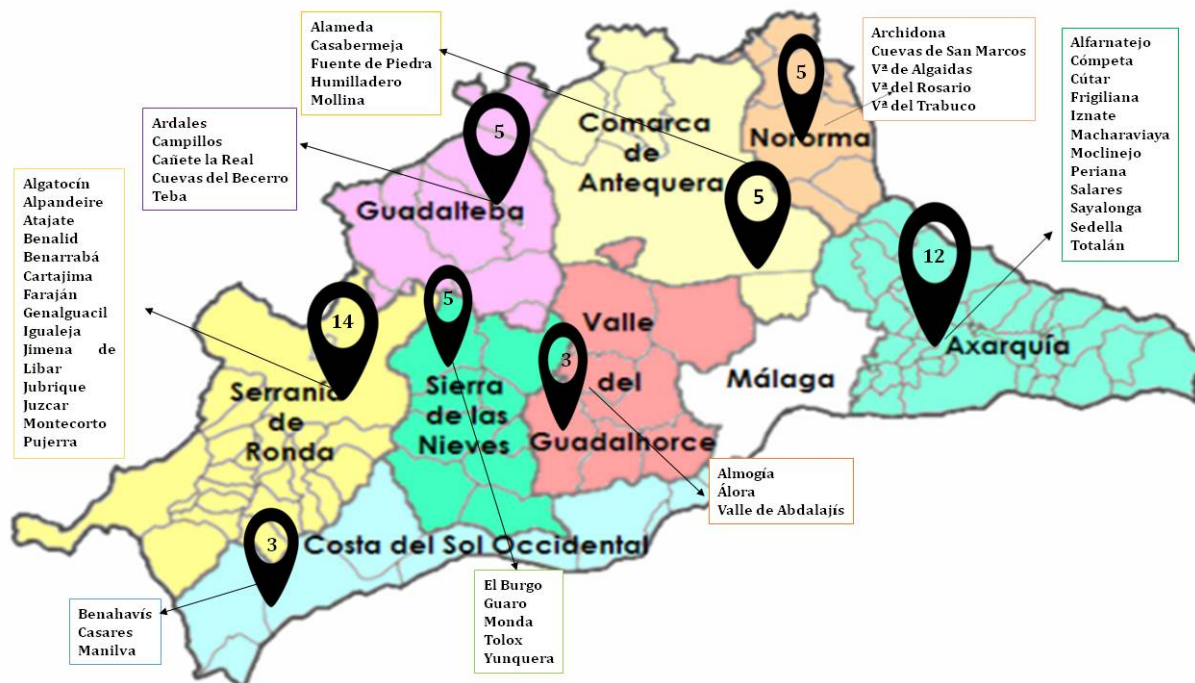 Alameda
Casabermeja
Fuente de Piedra
Humilladero
Mollina
Archidona
Cuevas de San Marcos
Vª de Algaidas
Vª del Rosario
Vª del Trabuco
Alfarnatejo
Cómpeta
Cútar
Frigiliana
Iznate
Macharaviaya
Moclinejo
Periana
Salares
Sayalonga
Sedella
Totalán
Ardales
Campillos
Cañete la Real
Cuevas del Becerro
Teba
Algatocín
Alpandeire
Atajate
Benalid
Benarrabá
Cartajima
Faraján
Genalguacil
Igualeja
Jimena de
Libar
Jubrique
Juzcar
Montecorto
Pujerra
5
Comarca
de
Antequera
5
5
Nororma
Guadalteba
12
Axarquía
14
Serranía
de
Ronda
5
Sierra
de las
Nieves
3
Valle
del
Guadalhorce
Málaga
3
Costa del Sol Occidental
Almogía
Álora
Valle de Abdalajís
El Burgo
Guaro
Monda
Tolox
Yunquera
Benahavís
Casares
Manilva